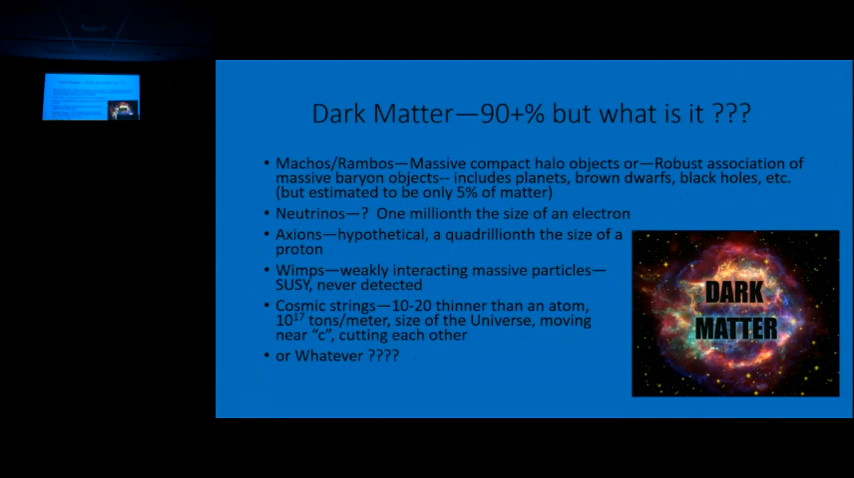 Dark Matter—90+% but what is it ???
• Machos/Rambos—Massive compact halo objects or—Robust association of
massive baryon objects-- includes planets, brown dwarfs, black holes, etc.
(but estimated to be only 5% of matter)
• Neutrinos—? One millionth the size of an electron
• Axions—hypothetical, a quadrillionth the size of a
proton
• Wimps—weakly interacting massive particles—
SUSY, never detected
• Cosmic strings—10-20 thinner than an atom,
10¹⁷ tons/meter, size of the Universe, moving
near “c”, cutting each other
• or Whatever ????
DARK
MATTER